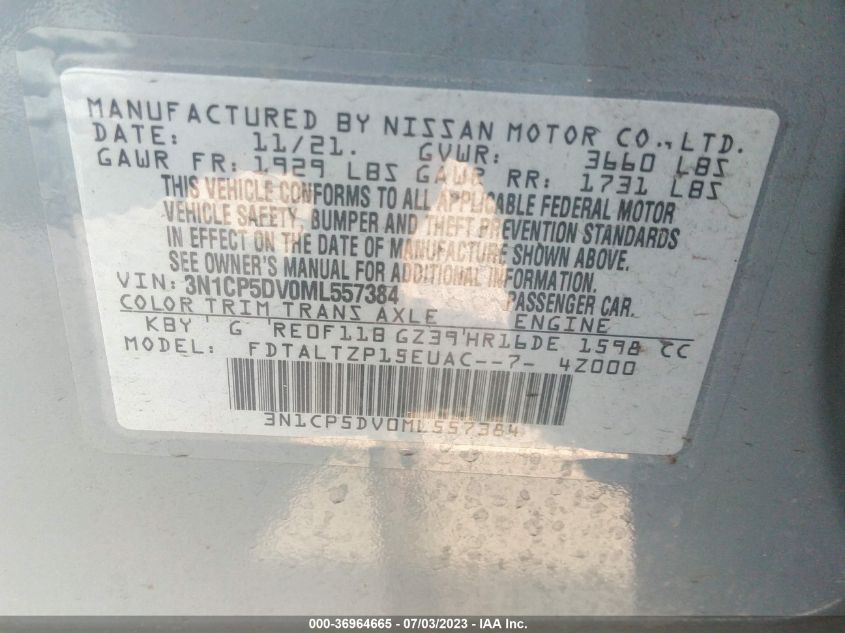 MANUFACTURED BY NISSAN MOTOR CO., LTD.
DATE: 11/21. GVWR: 3660 LBS
GAWR FR: 1929 LBS GAWR RR: 1731 LBS
THIS VEHICLE CONFORMS TO ALL APPLICABLE FEDERAL MOTOR
VEHICLE SAFETY, BUMPER AND THEFT PREVENTION STANDARDS
IN EFFECT ON THE DATE OF MANUFACTURE SHOWN ABOVE.
SEE OWNER'S MANUAL FOR ADDITIONAL INFORMATION.
VIN: 3N1CP5DV0ML557384 PASSENGER CAR.
COLOR TRIM TRANS AXLE ENGINE
KBY ' G 'RE0F11B GZ39'HR16DE 1598 CC
MODEL: FDTALTZP15EUAC--7- 4Z000
3N1CP5DV0ML557384
000-36964665 - 07/03/2023 - IAA Inc.